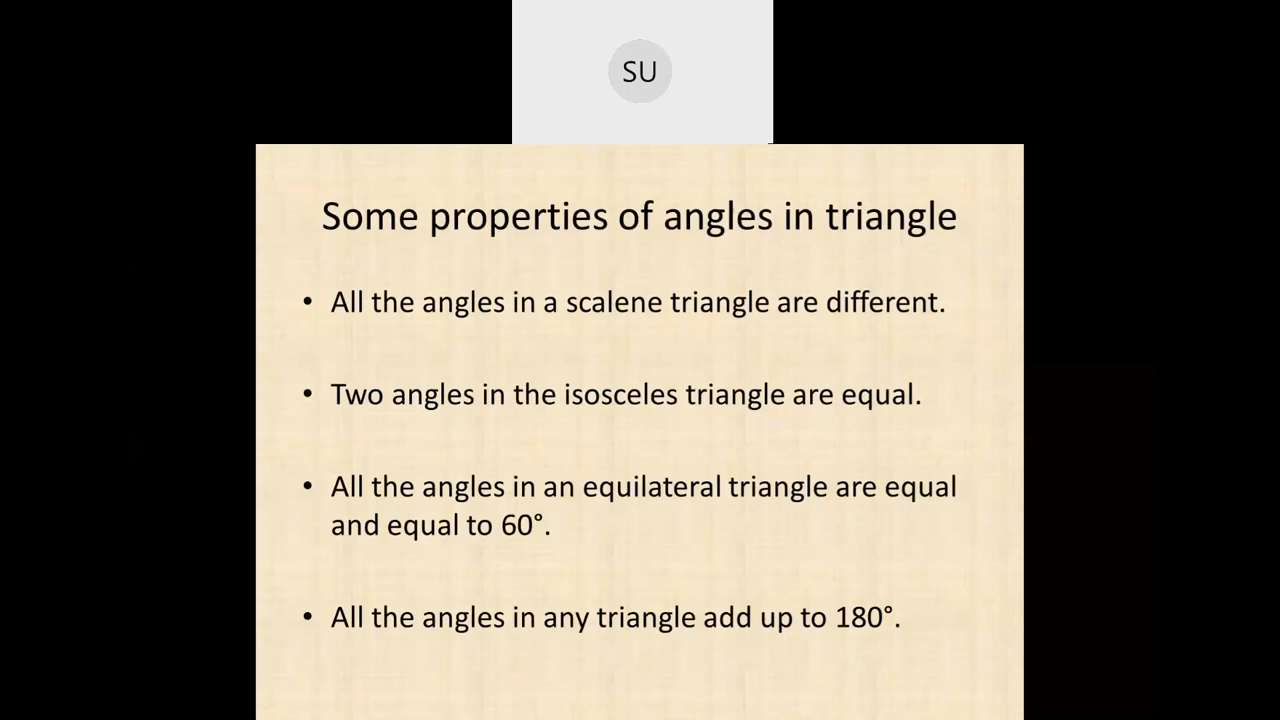 SU
Some properties of angles in triangle
• All the angles in a scalene triangle are different.
• Two angles in the isosceles triangle are equal.
• All the angles in an equilateral triangle are equal
and equal to 60°.
• All the angles in any triangle add up to 180°.